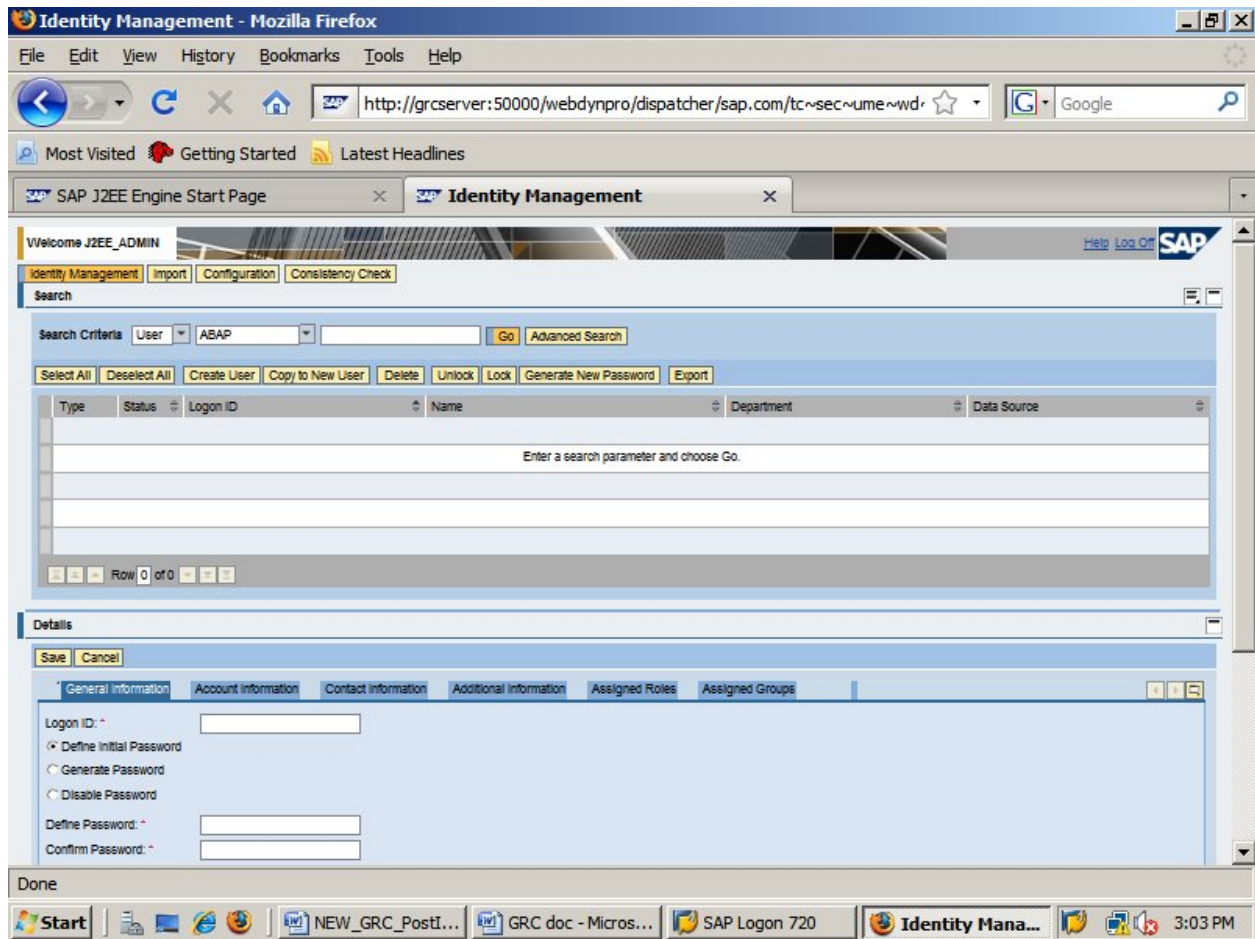 Identity Management - Mozilla Firefox
File Edit View History Bookmarks Tools Help
SAP http://grcserver:50000/webdynpro/dispatcher/sap.com/tc~sec~ume~wd G Google
Most Visited Getting Started Latest Headlines
SAP SAP J2EE Engine Start Page SAP Identity Management
Welcome J2EE_ADMIN Help Log Off SAP
Identity Management Import Configuration Consistency Check
Search
Search Criteria User ABAP Go Advanced Search
Select All Deselect All Create User Copy to New User Delete Unlock Lock Generate New Password Export
Type Status Logon ID Name Department Data Source
Enter a search parameter and choose Go.
Row 0 of 0
Details
Save Cancel
* General Information Account Information Contact Information Additional Information Assigned Roles Assigned Groups
Logon ID: *
Define Initial Password
Generate Password
Disable Password
Define Password: *
Confirm Password: *
Done
Start NEW_GRC_PostI... GRC doc - Micros... SAP Logon 720 Identity Mana... 3:03 PM